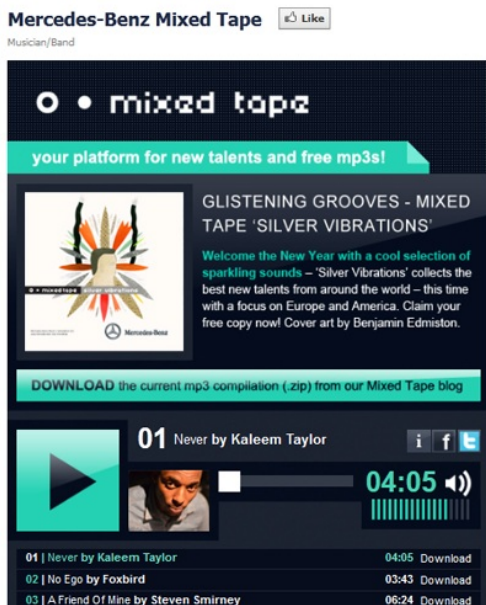 Mercedes-Benz Mixed Tape
Like
Musician/Band
mixed tape
your platform for new talents and free mp3s!
GLISTENING GROOVES - MIXED
TAPE ‘SILVER VIBRATIONS’
Welcome the New Year with a cool selection of
sparkling sounds – ‘Silver Vibrations’ collects the
best new talents from around the world – this time
with a focus on Europe and America. Claim your
free copy now! Cover art by Benjamin Edmiston.
mixed tape silver vibrations
Mercedes-Benz
DOWNLOAD the current mp3 compilation (.zip) from our Mixed Tape blog
01 Never by Kaleem Taylor
i f t
04:05
01 | Never by Kaleem Taylor 04:05 Download
02 | No Ego by Foxbird 03:43 Download
03 | A Friend Of Mine by Steven Smirney 06:24 Download